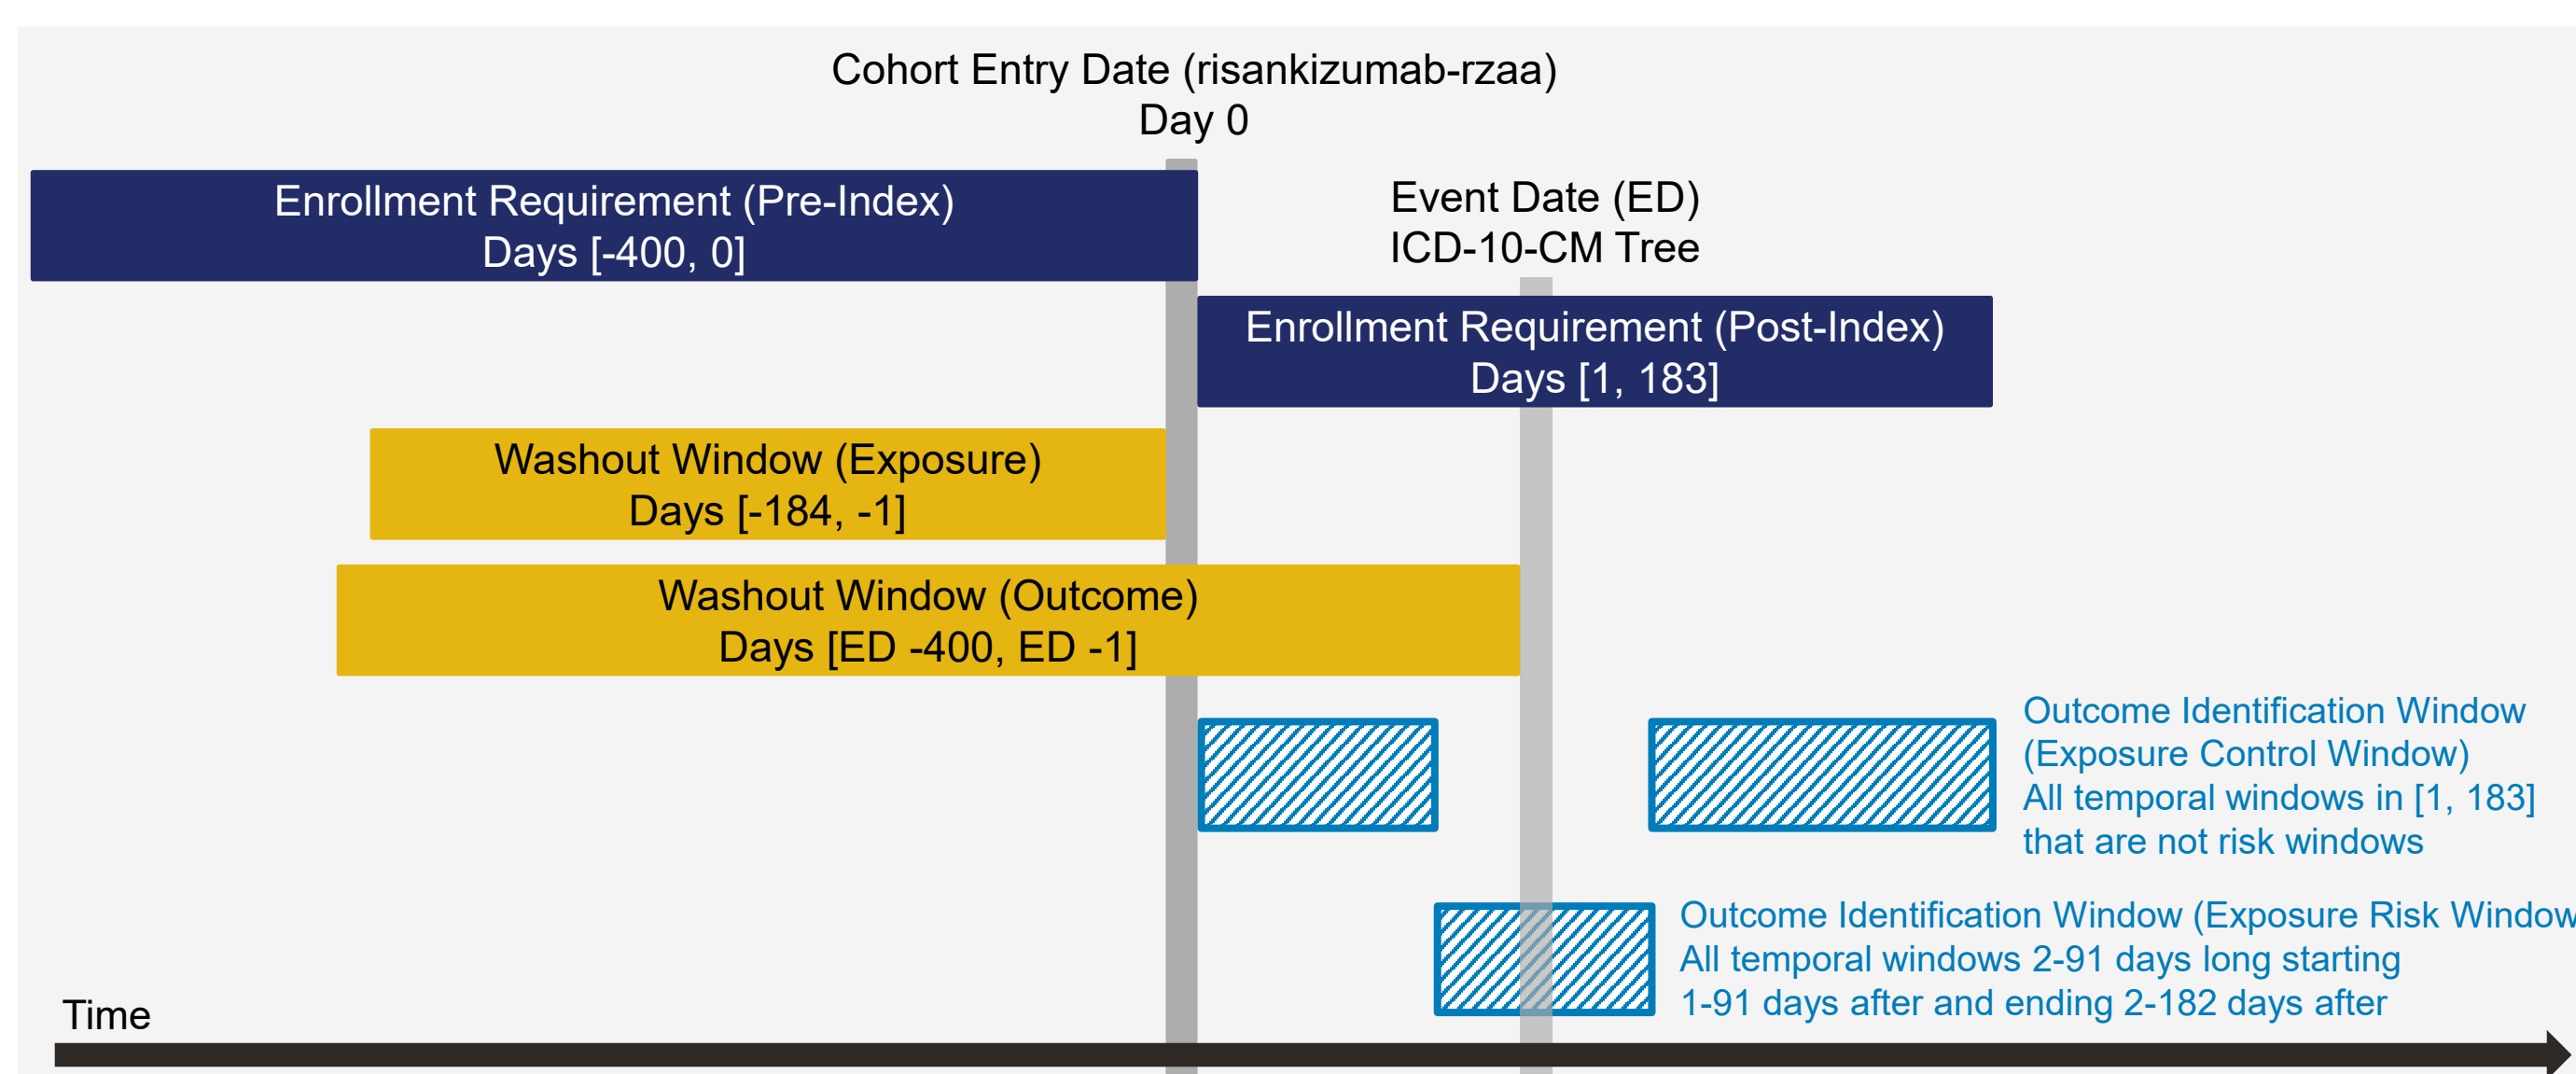 Cohort Entry Date (risankizumab-rzaa)
Day 0
Enrollment Requirement (Pre-Index)
Days [-400, 0]
Event Date (ED)
ICD-10-CM Tree
Enrollment Requirement (Post-Index)
Days [1, 183]
Washout Window (Exposure)
Days [-184, -1]
Washout Window (Outcome)
Days [ED -400, ED -1]
Outcome Identification Window
(Exposure Control Window)
All temporal windows in [1, 183]
that are not risk windows
Outcome Identification Window (Exposure Risk Window
All temporal windows 2-91 days long starting
1-91 days after and ending 2-182 days after
Time